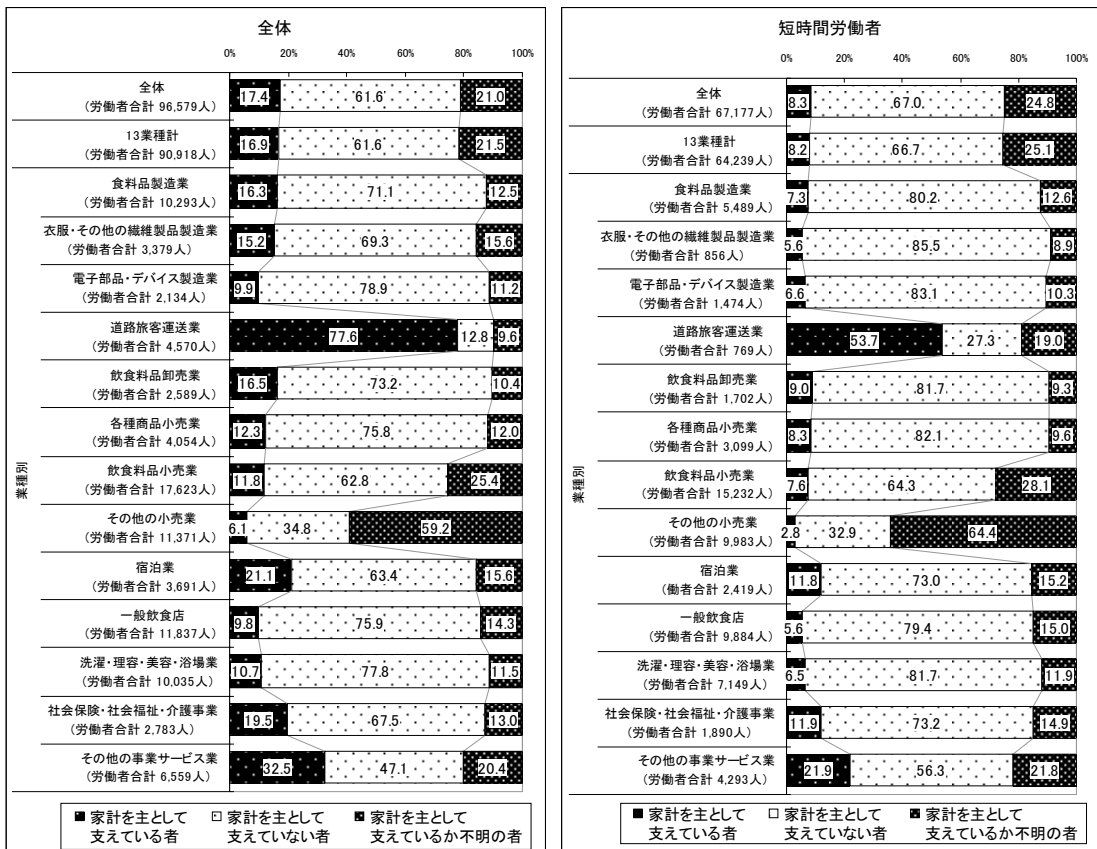 全体
0% 20% 40% 60% 80% 100%
全体
(労働者合計 96,579人)
17.4 61.6 21.0
13業種計
(労働者合計 90,918人)
16.9 61.6 21.5
業種別
食料品製造業
(労働者合計 10,293人)
16.3 71.1 12.5
衣服・その他の繊維製品製造業
(労働者合計 3,379人)
15.2 69.3 15.6
電子部品・デバイス製造業
(労働者合計 2,134人)
9.9 78.9 11.2
道路旅客運送業
(労働者合計 4,570人)
77.6 12.8 9.6
飲食料品卸売業
(労働者合計 2,589人)
16.5 73.2 10.4
各種商品小売業
(労働者合計 4,054人)
12.3 75.8 12.0
飲食料品小売業
(労働者合計 17,623人)
11.8 62.8 25.4
その他の小売業
(労働者合計 11,371人)
6.1 34.8 59.2
宿泊業
(労働者合計 3,691人)
21.1 63.4 15.6
一般飲食店
(労働者合計 11,837人)
9.8 75.9 14.3
洗濯・理容・美容・浴場業
(労働者合計 10,035人)
10.7 77.8 11.5
社会保険・社会福祉・介護事業
(労働者合計 2,783人)
19.5 67.5 13.0
その他の事業サービス業
(労働者合計 6,559人)
32.5 47.1 20.4
家計を主として 家計を主として 家計を主として
支えている者 支えていない者 支えているか不明の者
短時間労働者
0% 20% 40% 60% 80% 100%
全体
(労働者合計 67,177人)
8.3 67.0 24.8
13業種計
(労働者合計 64,239人)
8.2 66.7 25.1
業種別
食料品製造業
(労働者合計 5,489人)
7.3 80.2 12.6
衣服・その他の繊維製品製造業
(労働者合計 856人)
5.6 85.5 8.9
電子部品・デバイス製造業
(労働者合計 1,474人)
6.6 83.1 10.3
道路旅客運送業
(労働者合計 769人)
53.7 27.3 19.0
飲食料品卸売業
(労働者合計 1,702人)
9.0 81.7 9.3
各種商品小売業
(労働者合計 3,099人)
8.3 82.1 9.6
飲食料品小売業
(労働者合計 15,232人)
7.6 64.3 28.1
その他の小売業
(労働者合計 9,983人)
2.8 32.9 64.4
宿泊業
(働者合計 2,419人)
11.8 73.0 15.2
一般飲食店
(労働者合計 9,884人)
5.6 79.4 15.0
洗濯・理容・美容・浴場業
(労働者合計 7,149人)
6.5 81.7 11.9
社会保険・社会福祉・介護事業
(労働者合計 1,890人)
11.9 73.2 14.9
その他の事業サービス業
(労働者合計 4,293人)
21.9 56.3 21.8
家計を主として 家計を主として 家計を主として
支えている者 支えていない者 支えているか不明の者